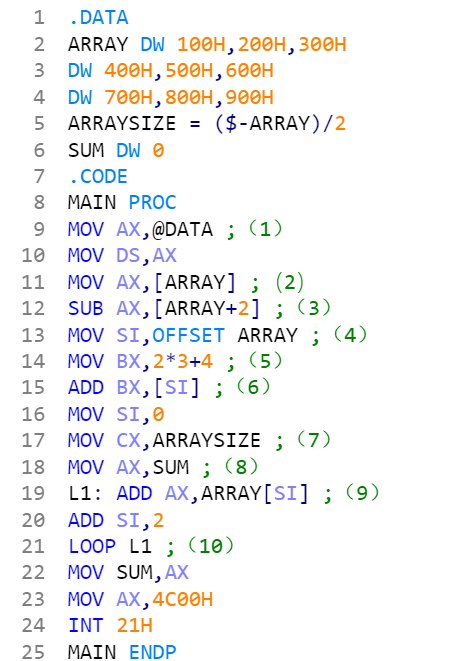 1 .DATA
2 ARRAY DW 100H,200H,300H
3 DW 400H,500H,600H
4 DW 700H,800H,900H
5 ARRAYSIZE = ($-ARRAY)/2
6 SUM DW 0
7 .CODE
8 MAIN PROC
9 MOV AX,@DATA ;（1）
10 MOV DS,AX
11 MOV AX,[ARRAY] ; (2)
12 SUB AX,[ARRAY+2] ;（3）
13 MOV SI,OFFSET ARRAY ;（4）
14 MOV BX,2*3+4 ;（5）
15 ADD BX,[SI] ;（6）
16 MOV SI,0
17 MOV CX,ARRAYSIZE ;（7）
18 MOV AX,SUM ;（8）
19 L1: ADD AX,ARRAY[SI] ;（9）
20 ADD SI,2
21 LOOP L1 ;（10）
22 MOV SUM,AX
23 MOV AX,4C00H
24 INT 21H
25 MAIN ENDP